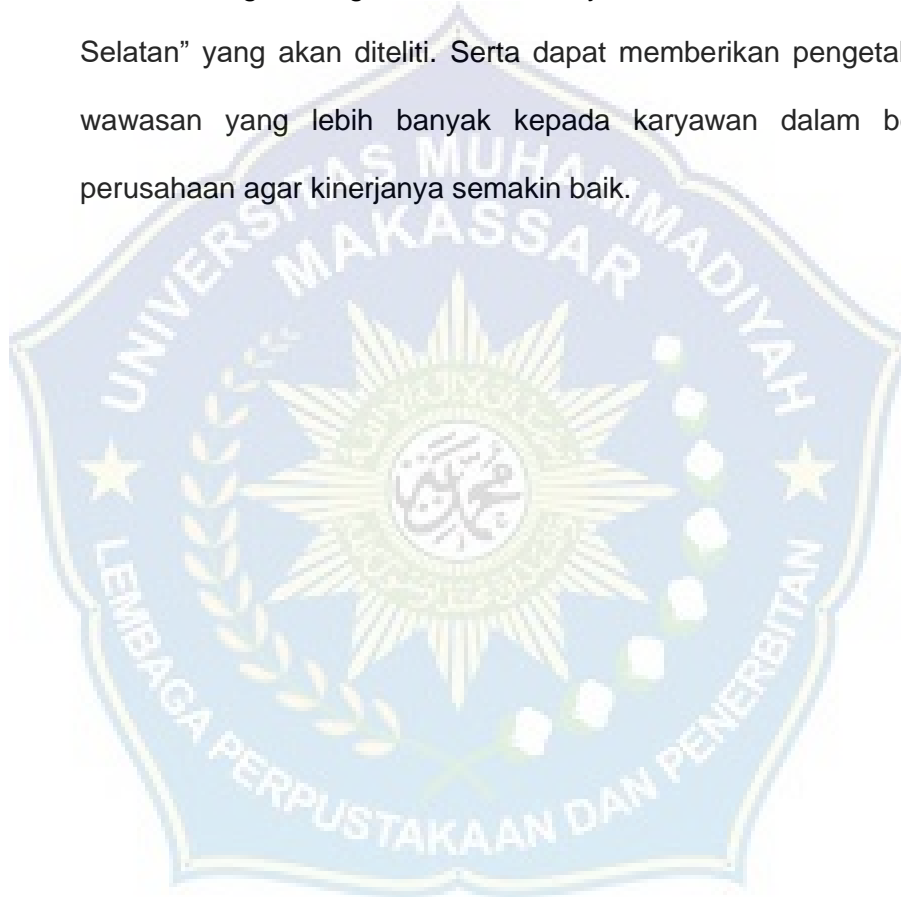 Selatan” yang akan diteliti. Serta dapat memberikan
wawasan yang lebih banyak kepada karyawan dalam
perusahaan agar kinerjanya semakin baik.
UNIVERSITAS MUHAMMADIYAH
MAKASSAR
LEMBAGA PERPUSTAKAAN DAN PENERBITAN